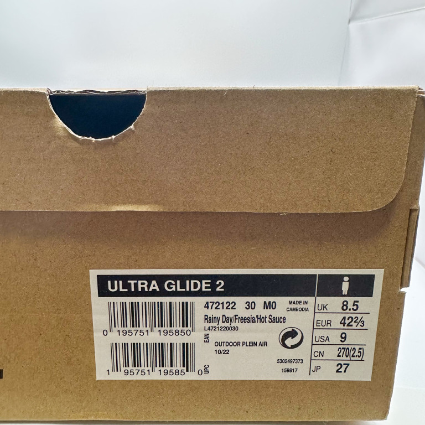 ULTRA GLIDE 2
472122 30 M0
MADE IN
CAMBODIA
Rainy Day/Freesia/Hot Sauce
L4721220030
0 195751 195850
EAN
OUTDOOR PLEIN AIR
10/22
1 95751 19585 0
UPC
UK 8.5
EUR 42⅔
USA 9
CN 270(2.5)
JP 27